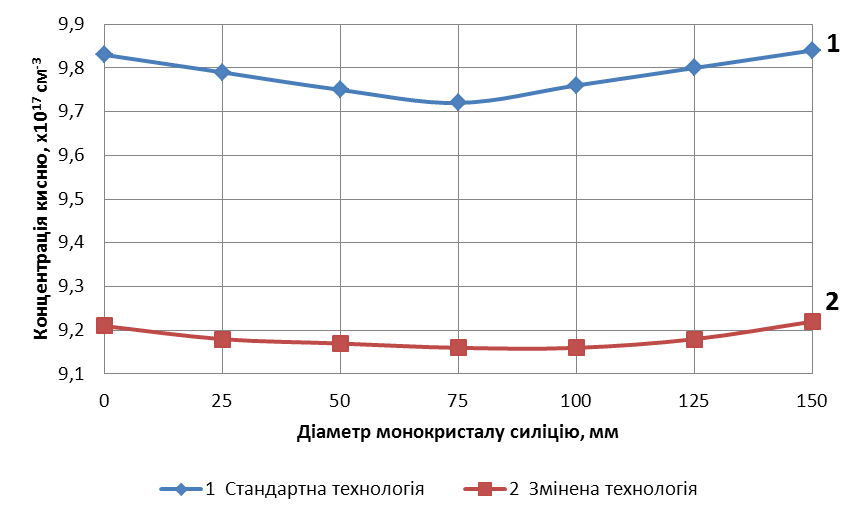 Концентрація кисню, x10¹⁷ см⁻³
9,9
9,8
9,7
9,6
9,5
9,4
9,3
9,2
9,1
1
2
0 25 50 75 100 125 150
Діаметр монокристалу силіцію, мм
1 Стандартна технологія 2 Змінена технологія